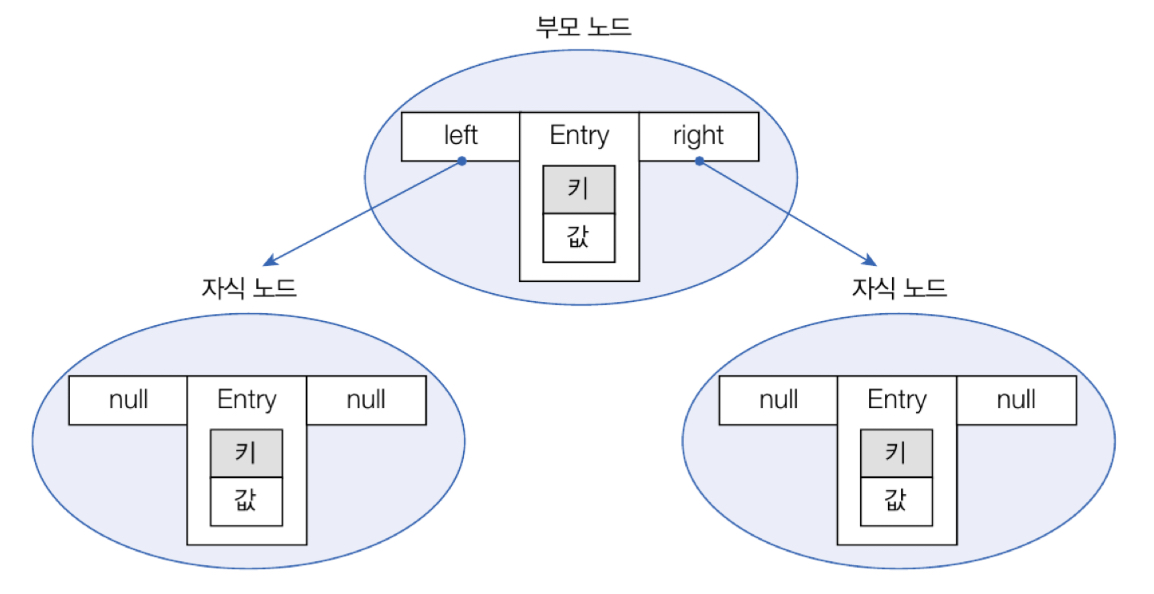 부모 노드
left Entry right
키
값
자식 노드 자식 노드
null Entry null null Entry null
키 키
값 값